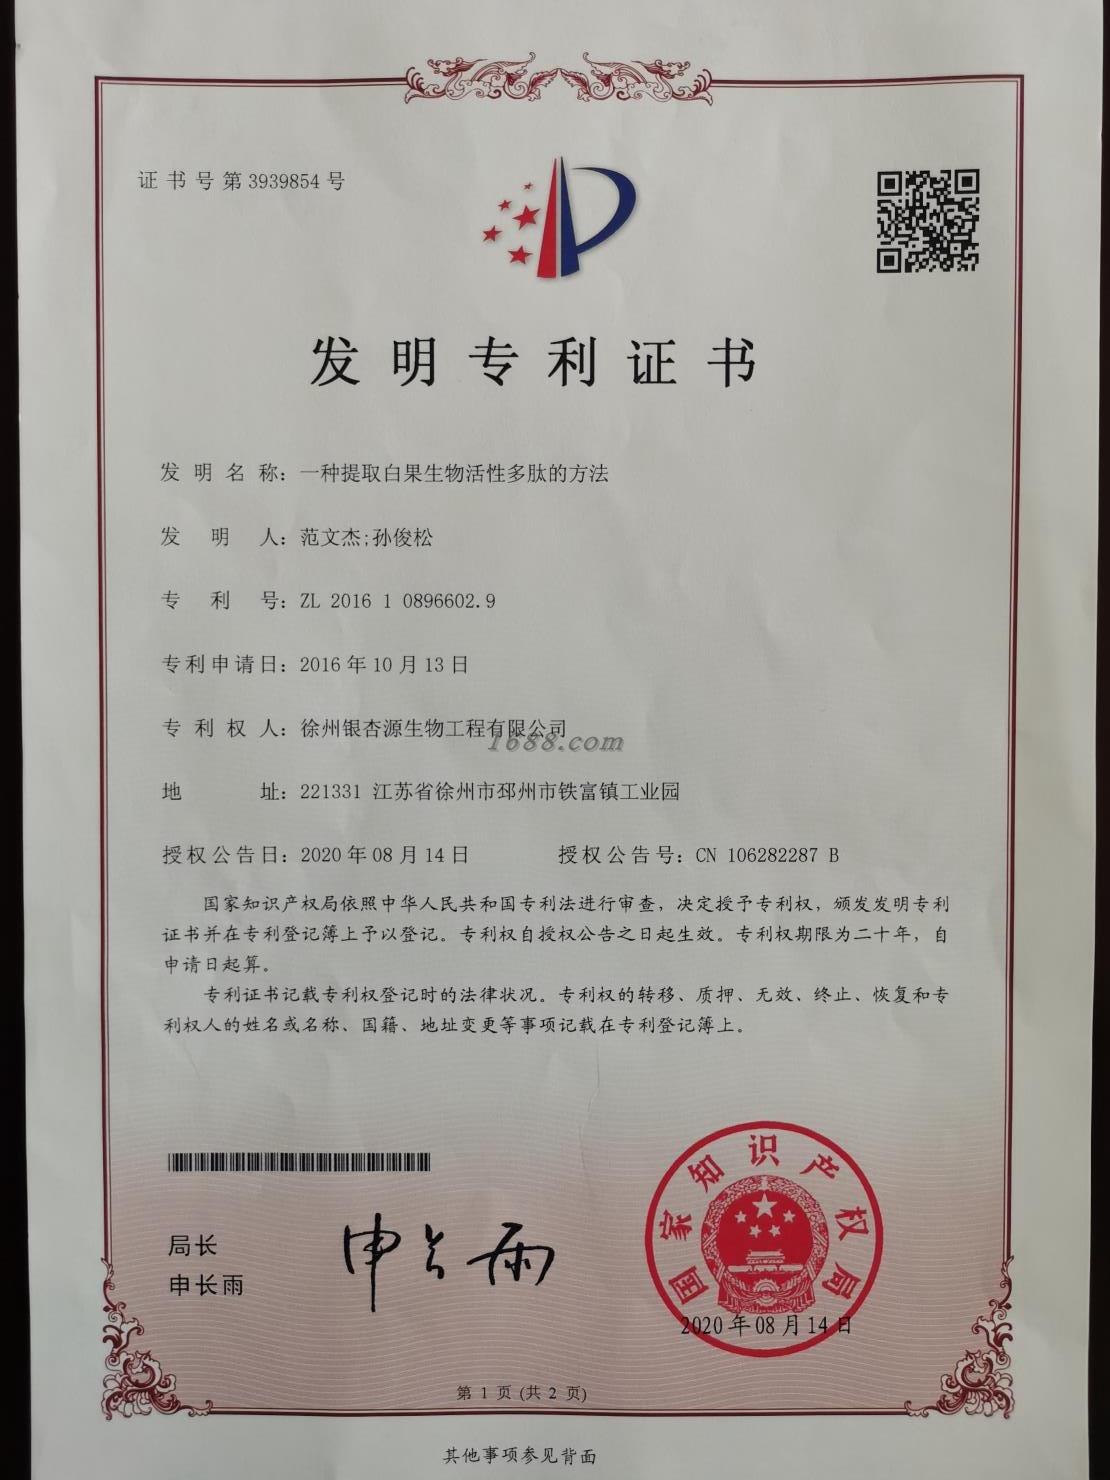 证书号第3939854号
发明专利证书
发明名称：一种提取白果生物活性多肽的方法
发明人：范文杰;孙俊松
专利号：ZL 2016 1 0896602.9
专利申请日：2016年10月13日
专利权人：徐州银杏源生物工程有限公司
1688.com
地址：221331 江苏省徐州市邳州市铁富镇工业园
授权公告日：2020年08月14日 授权公告号：CN 106282287 B
国家知识产权局依照中华人民共和国专利法进行审查，决定授予专利权，颁发发明专利
证书并在专利登记簿上予以登记。专利权自授权公告之日起生效。专利权期限为二十年，自
申请日起算。
专利证书记载专利权登记时的法律状况。专利权的转移、质押、无效、终止、恢复和专
利权人的姓名或名称、国籍、地址变更等事项记载在专利登记簿上。
局长
申长雨
申长雨
国家知识产权局
2020年08月14日
第 1 页 (共 2 页)
其他事项参见背面